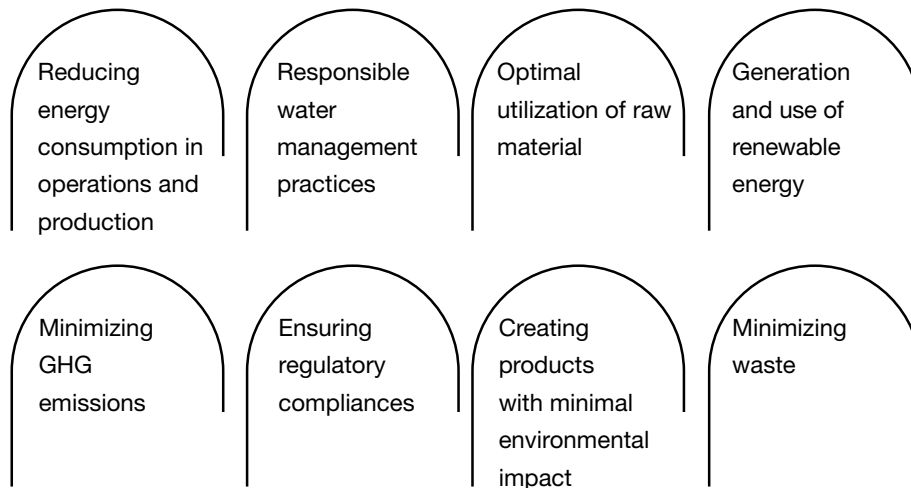 Reducing
energy
consumption in
operations and
production
Responsible
water
management
practices
Optimal
utilization of raw
material
Generation
and use of
renewable
energy
Minimizing
GHG
emissions
Ensuring
regulatory
compliances
Creating
products
with minimal
environmental
impact
Minimizing
waste